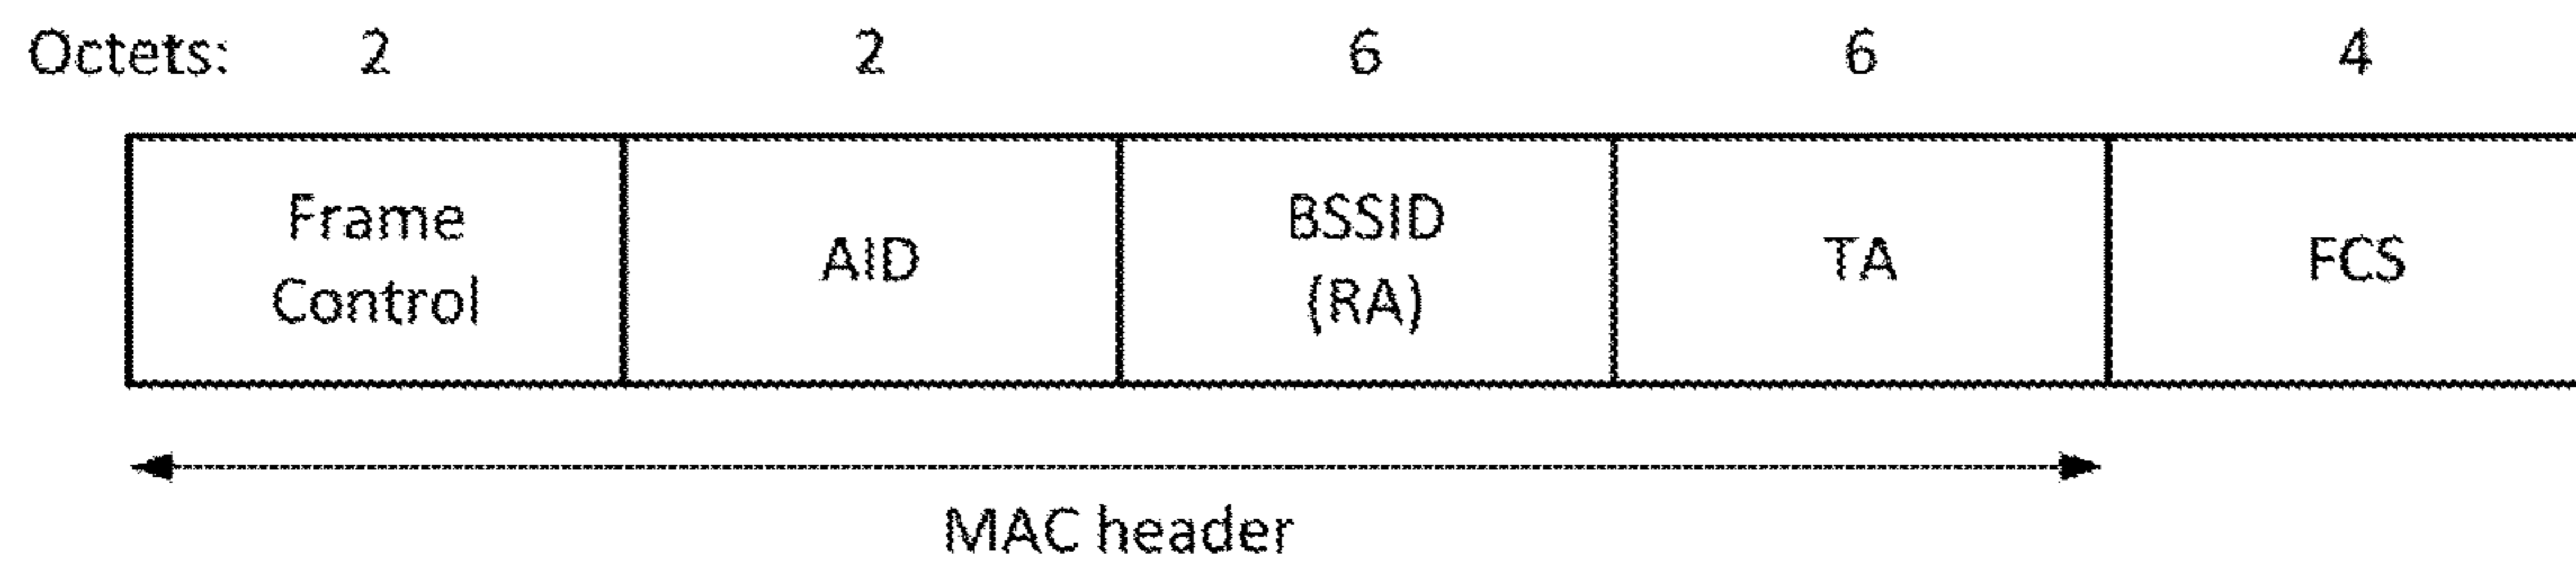 Octets: 2 2 6 6 4
Frame
Control
AID
BSSID
(RA)
TA
FCS
MAC header